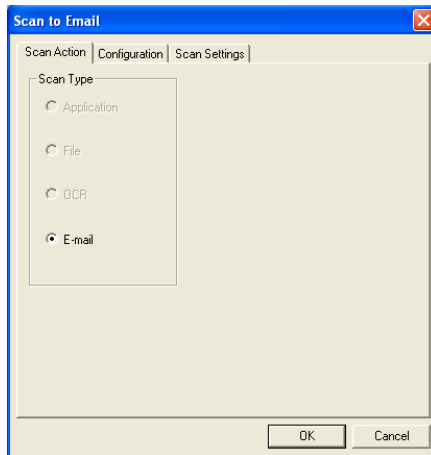 Scan to Email
Scan Action Configuration Scan Settings
Scan Type
Application
File
OCR
E-mail
OK Cancel